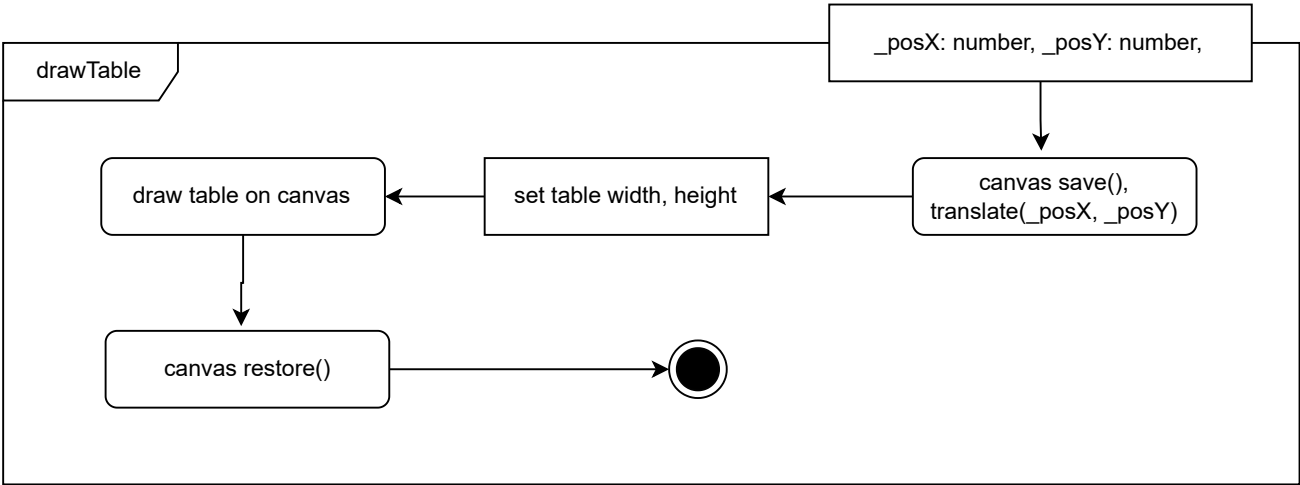 _posX: number, _posY: number,
drawTable
draw table on canvas
set table width, height
canvas save(),
translate(_posX, _posY)
canvas restore()